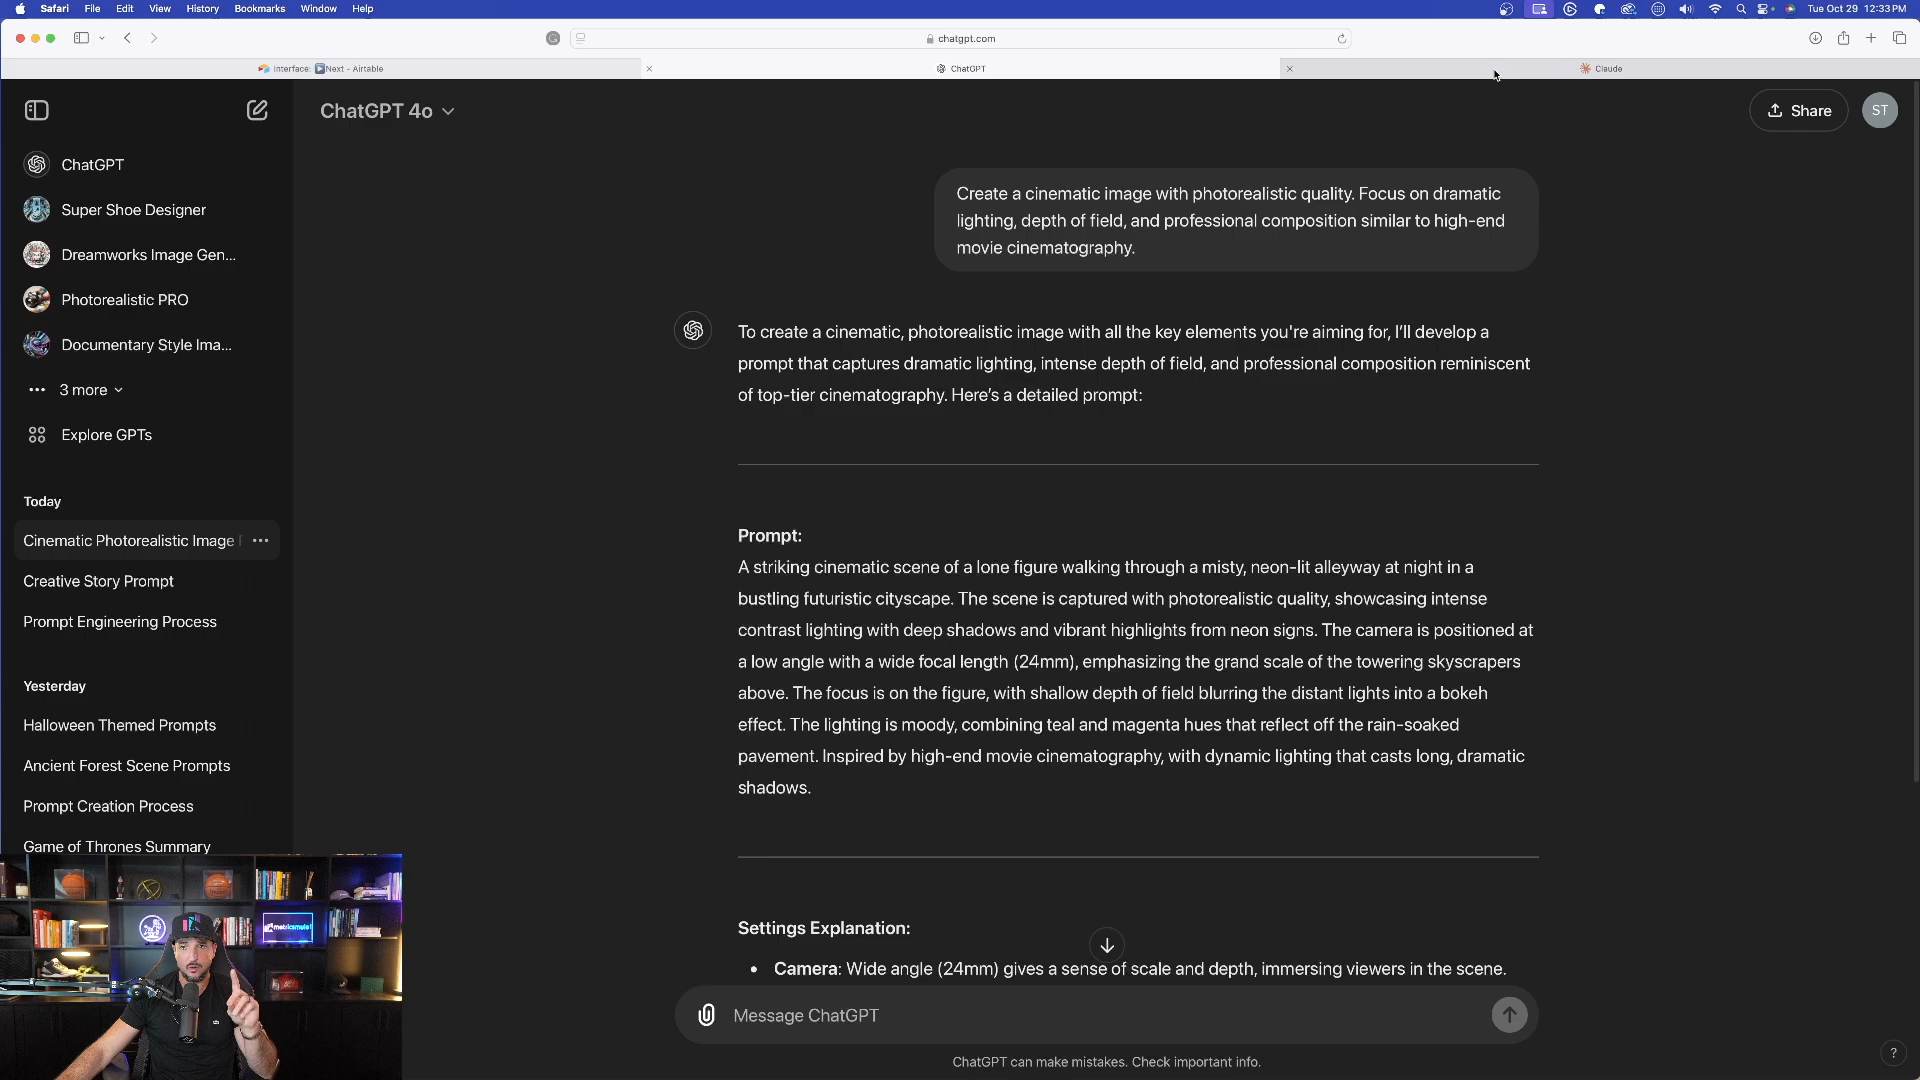 Safari File Edit View History Bookmarks Window Help
Tue Oct 29 12:33 PM
chatgpt.com
Interface: Next - Airtable
ChatGPT
Claude
ChatGPT 4o
Share
ST
ChatGPT
Super Shoe Designer
Dreamworks Image Gen...
Photorealistic PRO
Documentary Style Ima...
3 more
Explore GPTs
Today
Cinematic Photorealistic Image
Creative Story Prompt
Prompt Engineering Process
Yesterday
Halloween Themed Prompts
Ancient Forest Scene Prompts
Prompt Creation Process
Game of Thrones Summary
Create a cinematic image with photorealistic quality. Focus on dramatic
lighting, depth of field, and professional composition similar to high-end
movie cinematography.
To create a cinematic, photorealistic image with all the key elements you're aiming for, I'll develop a
prompt that captures dramatic lighting, intense depth of field, and professional composition reminiscent
of top-tier cinematography. Here's a detailed prompt:
Prompt:
A striking cinematic scene of a lone figure walking through a misty, neon-lit alleyway at night in a
bustling futuristic cityscape. The scene is captured with photorealistic quality, showcasing intense
contrast lighting with deep shadows and vibrant highlights from neon signs. The camera is positioned at
a low angle with a wide focal length (24mm), emphasizing the grand scale of the towering skyscrapers
above. The focus is on the figure, with shallow depth of field blurring the distant lights into a bokeh
effect. The lighting is moody, combining teal and magenta hues that reflect off the rain-soaked
pavement. Inspired by high-end movie cinematography, with dynamic lighting that casts long, dramatic
shadows.
Settings Explanation:
• Camera: Wide angle (24mm) gives a sense of scale and depth, immersing viewers in the scene.
Message ChatGPT
ChatGPT can make mistakes. Check important info.
?
metricsmule